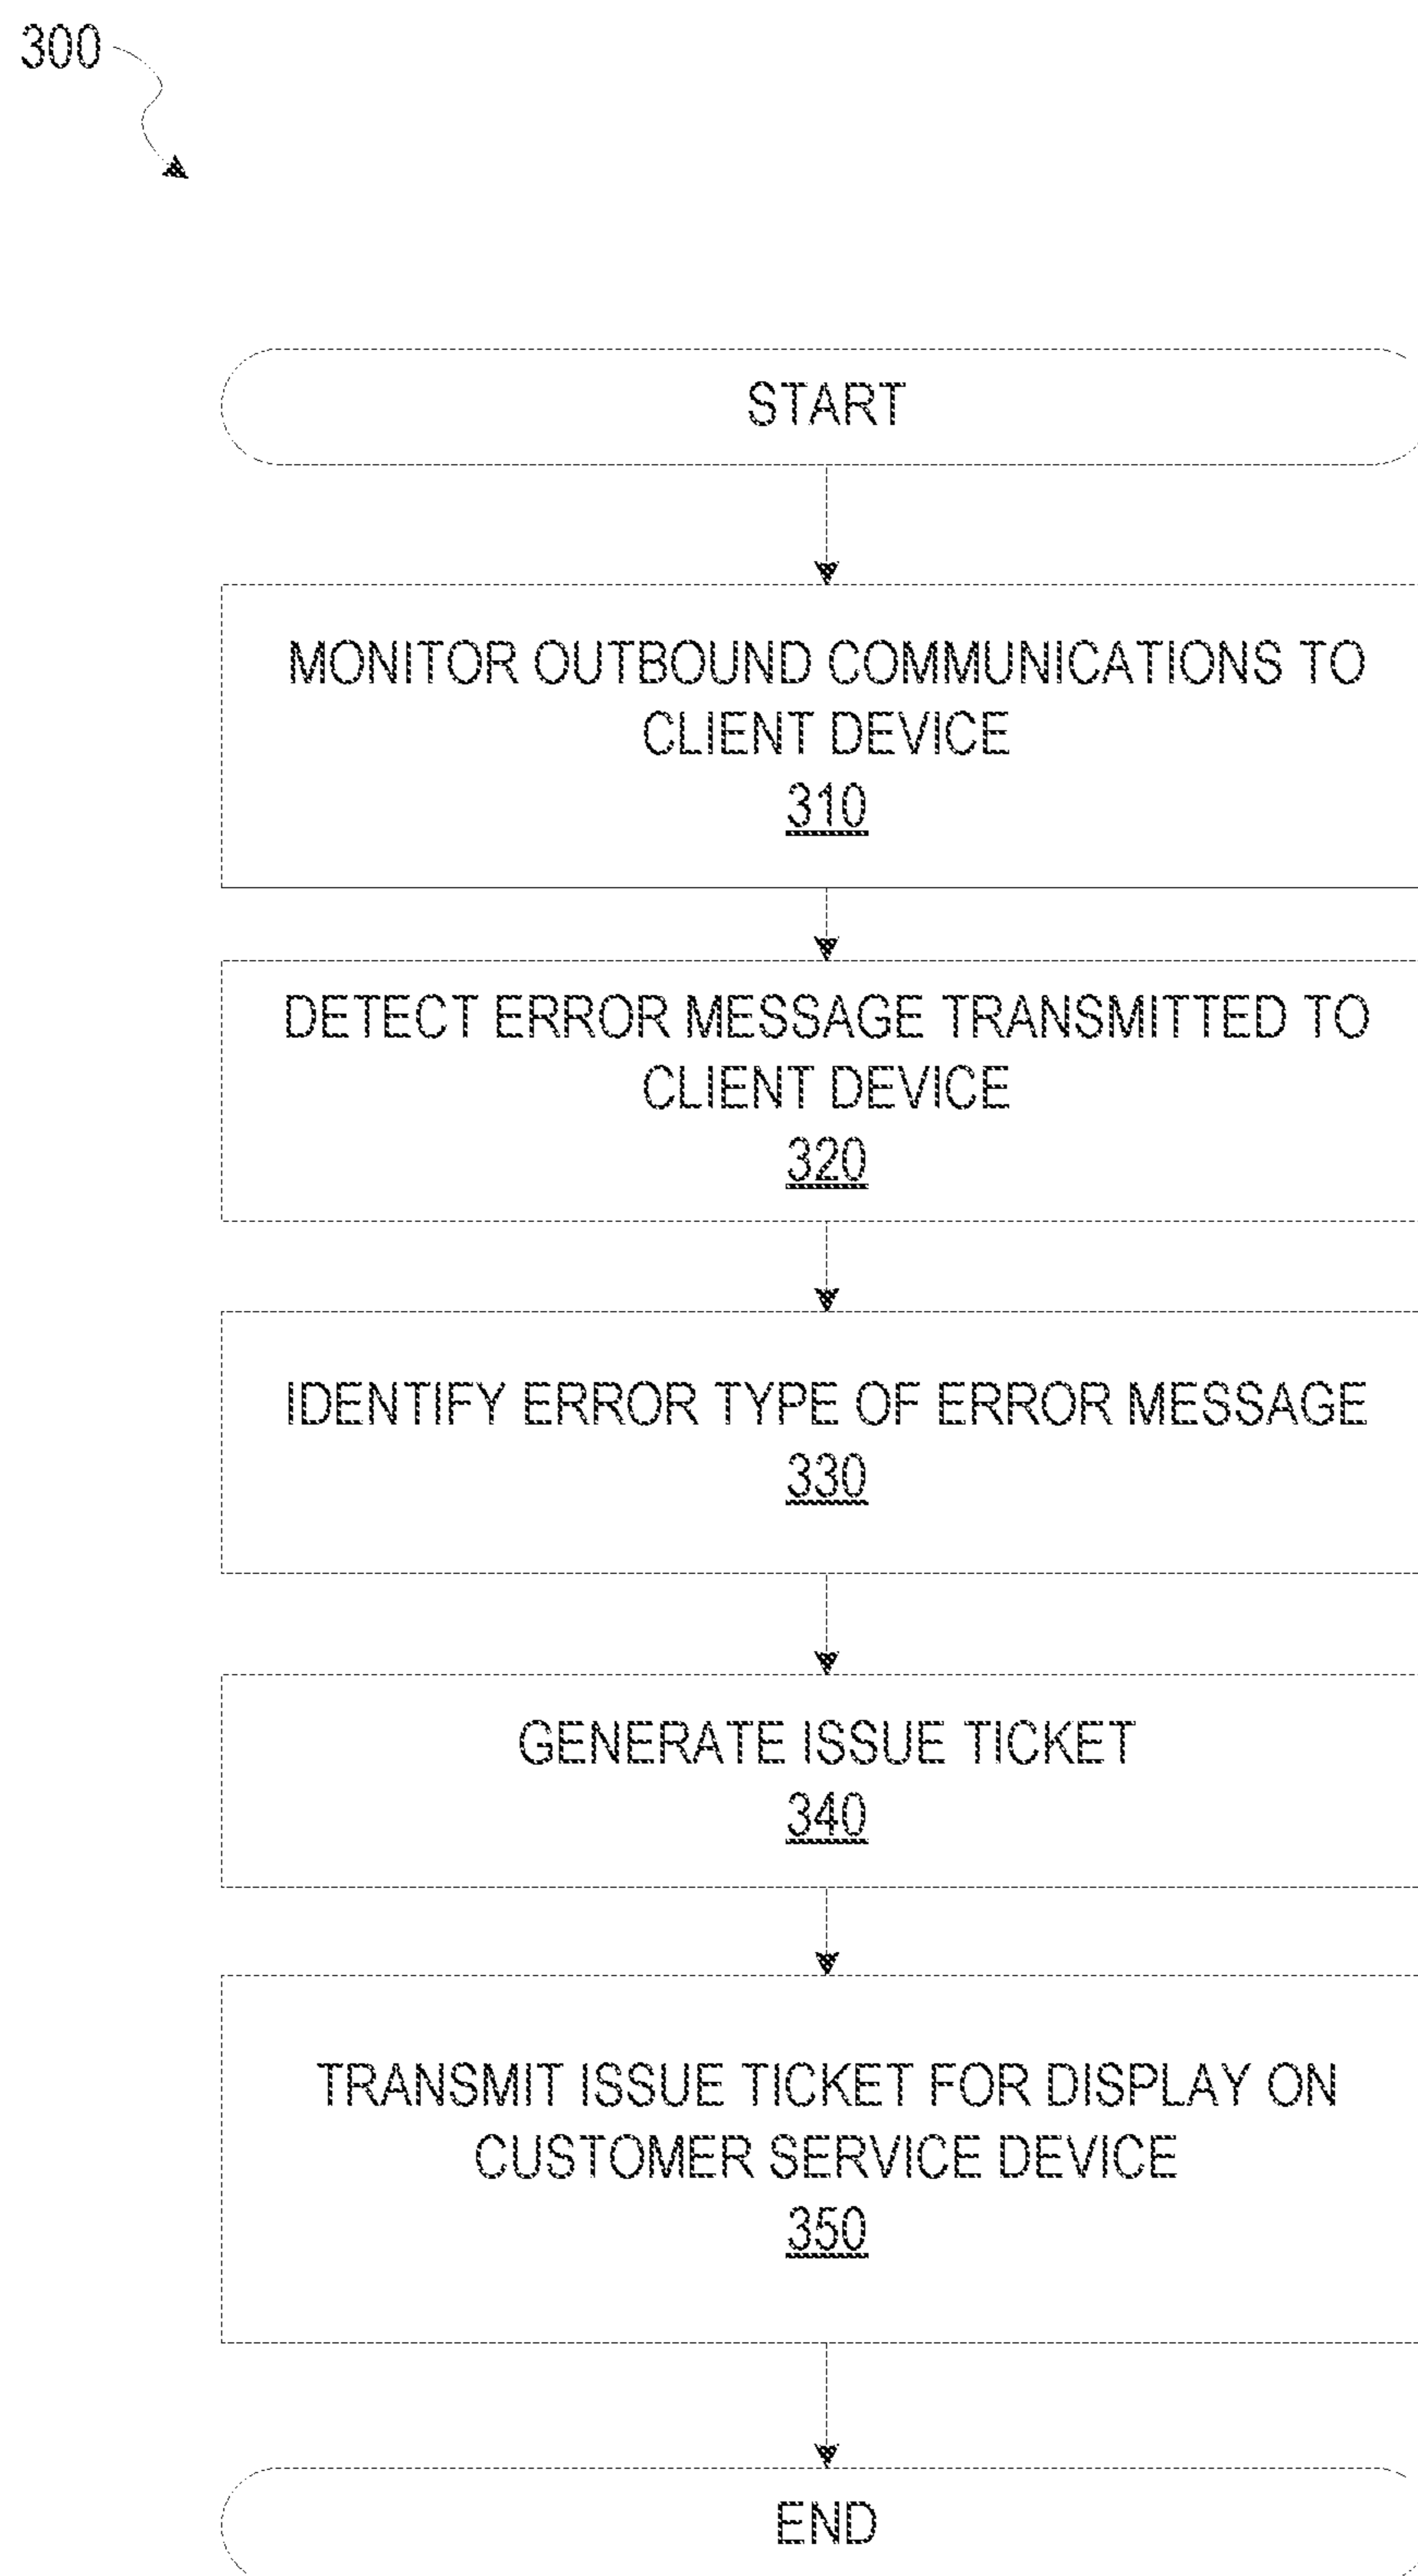 300
START
MONITOR OUTBOUND COMMUNICATIONS TO
CLIENT DEVICE
310
DETECT ERROR MESSAGE TRANSMITTED TO
CLIENT DEVICE
320
IDENTIFY ERROR TYPE OF ERROR MESSAGE
330
GENERATE ISSUE TICKET
340
TRANSMIT ISSUE TICKET FOR DISPLAY ON
CUSTOMER SERVICE DEVICE
350
END